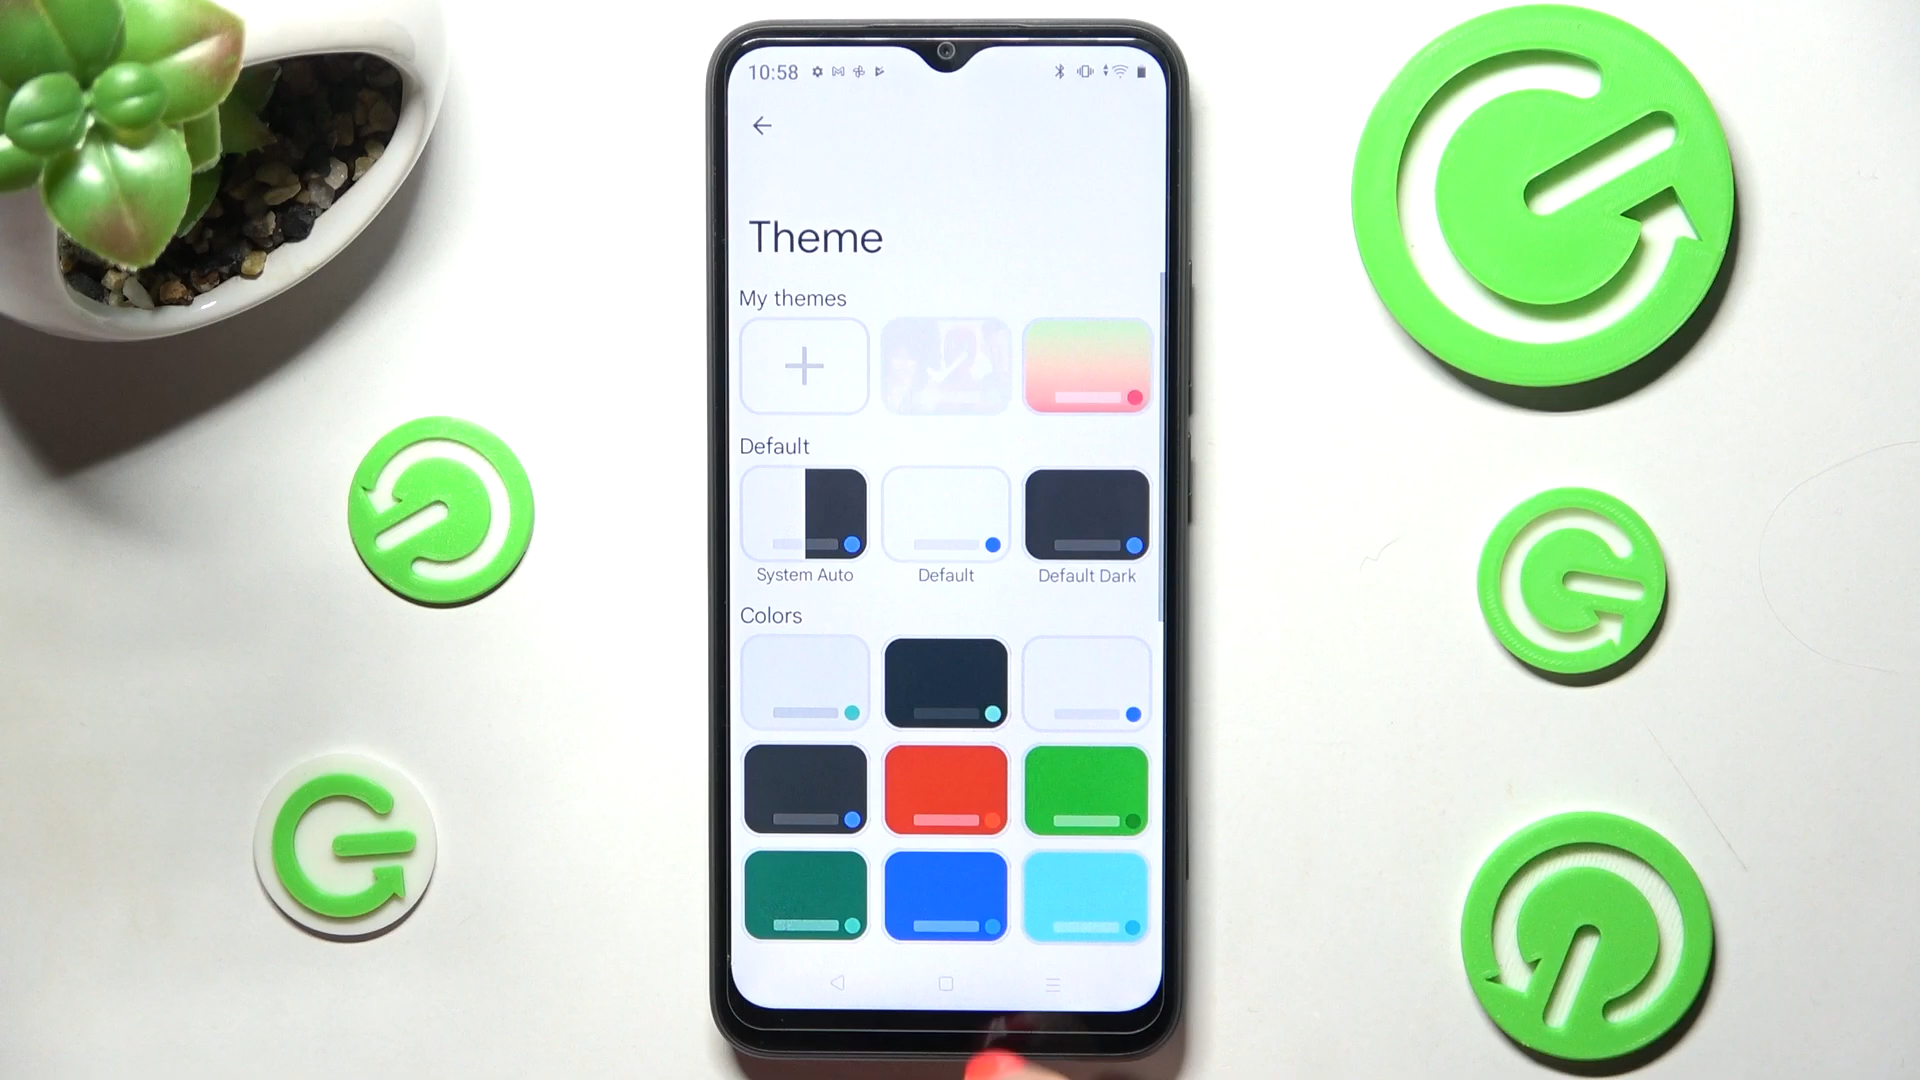 10:58
Theme
My themes
Default
System Auto
Default
Default Dark
Colors